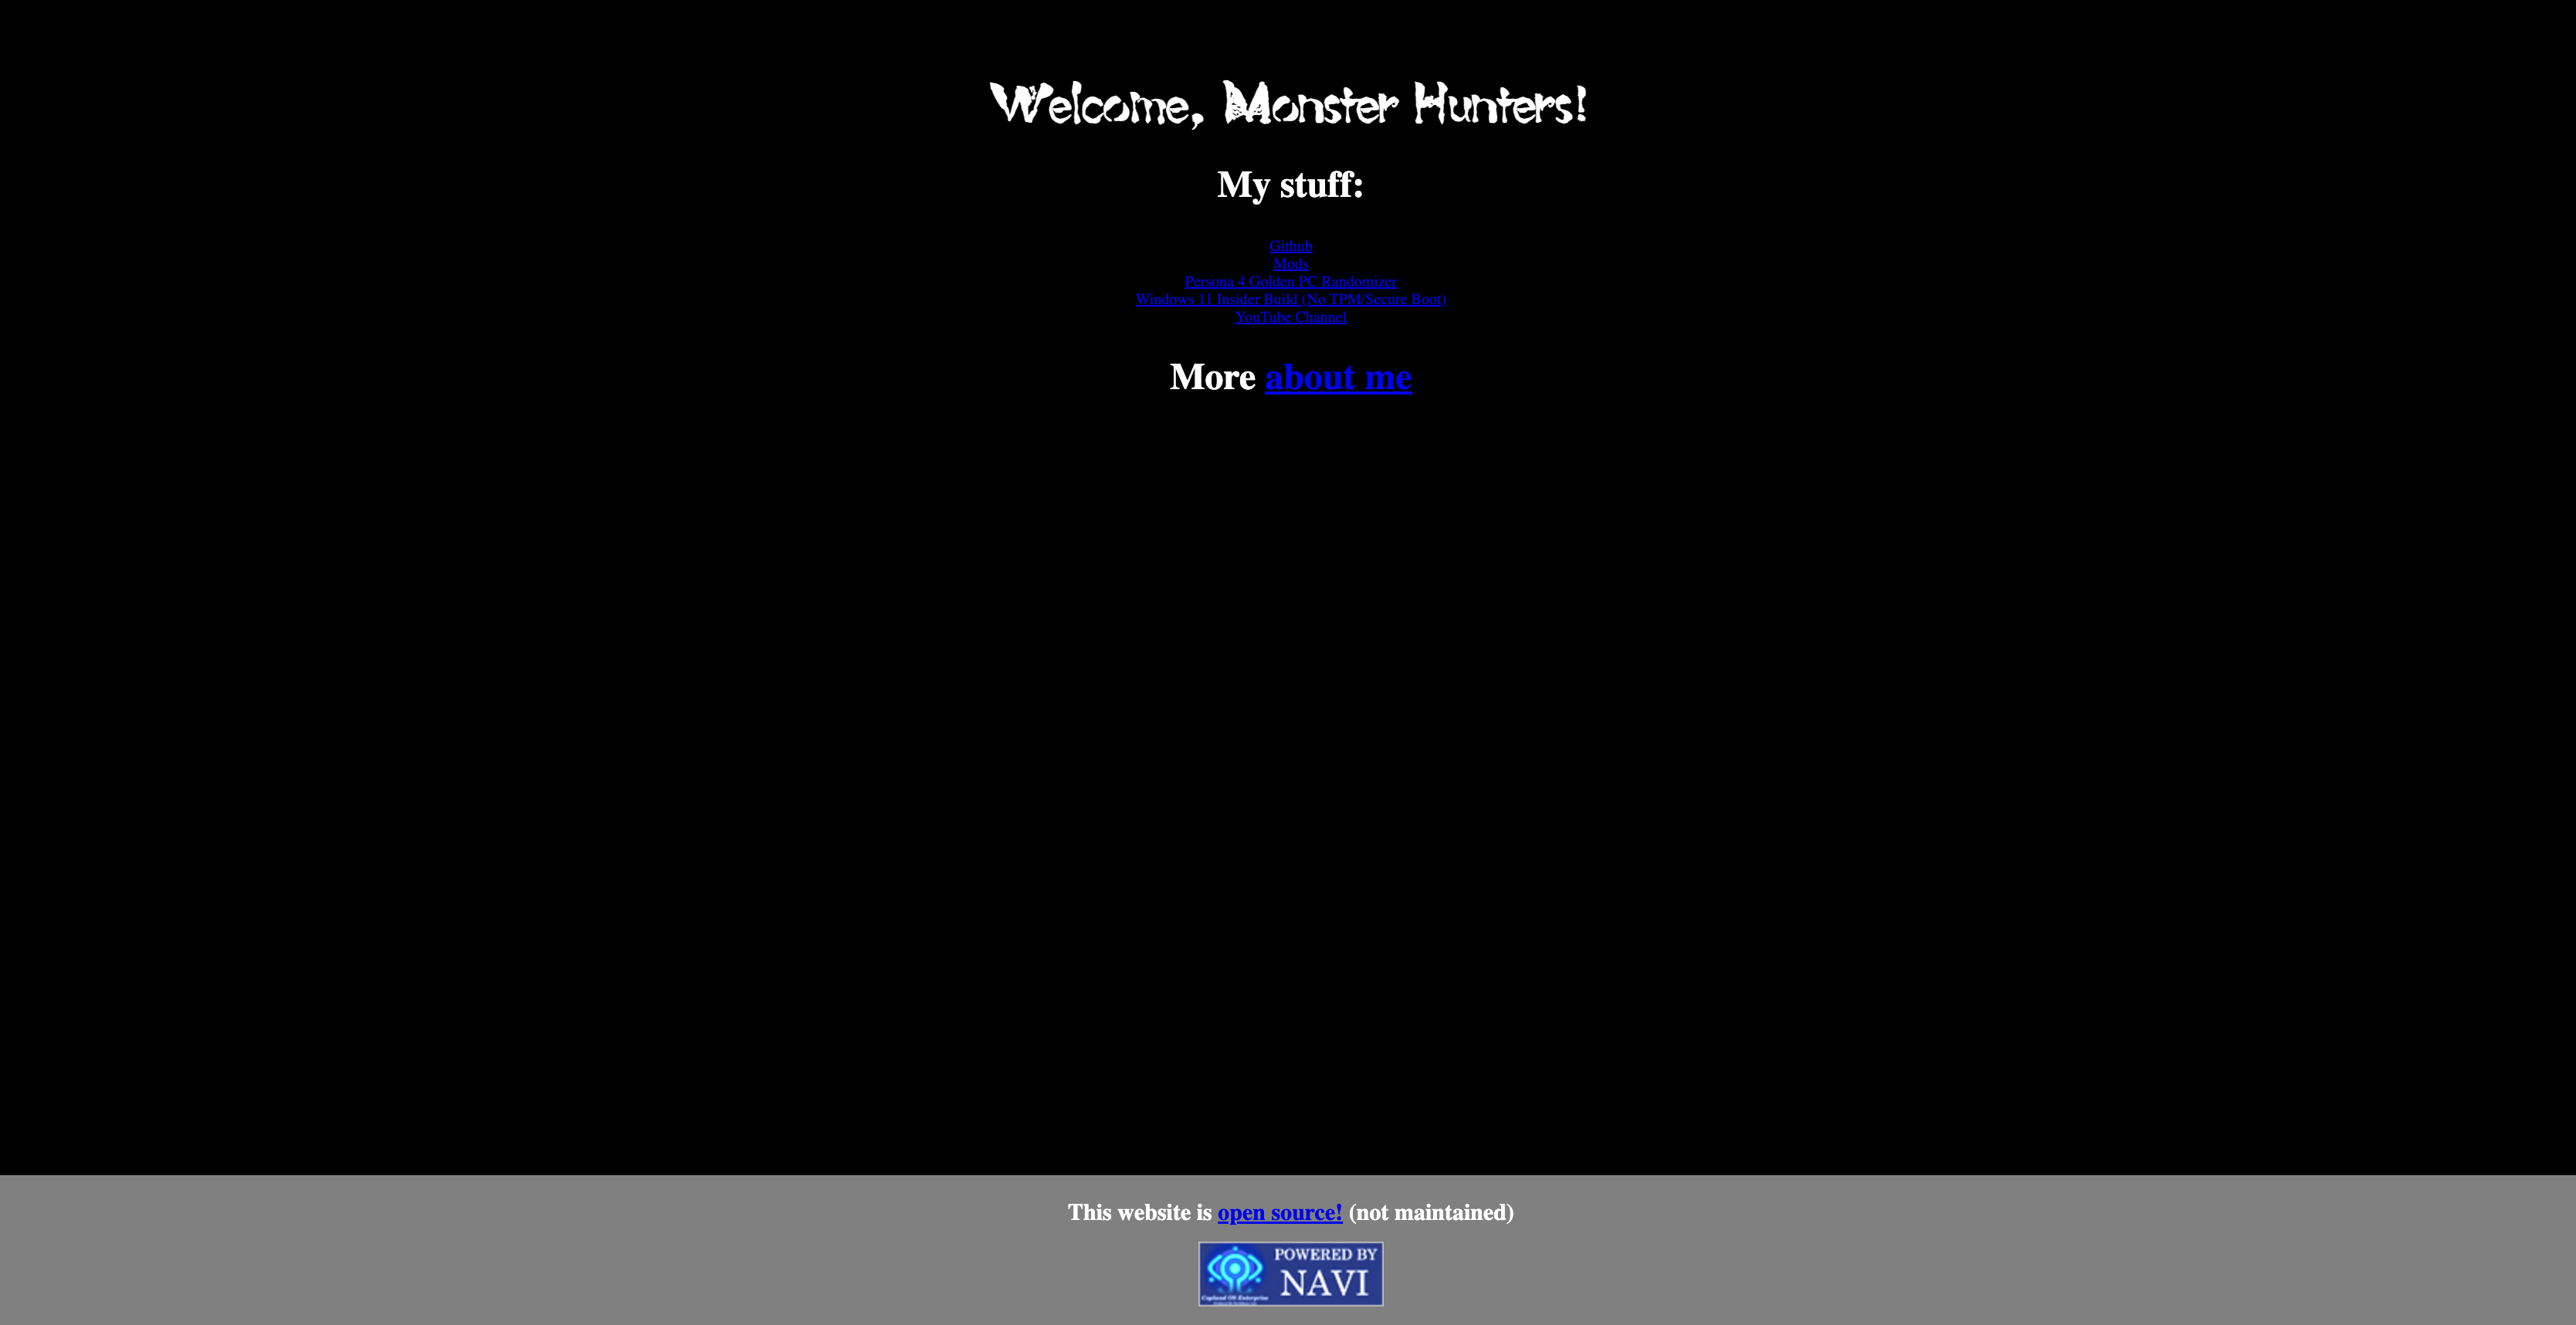 Welcome, Monster Hunters!
My stuff:
Github
Mods
Persona 4 Golden PC Randomizer
Windows 11 Insider Build (No TPM/Secure Boot)
YouTube Channel
More about me
This website is open source! (not maintained)
POWERED BY
NAVI
Copland OS Enterprise